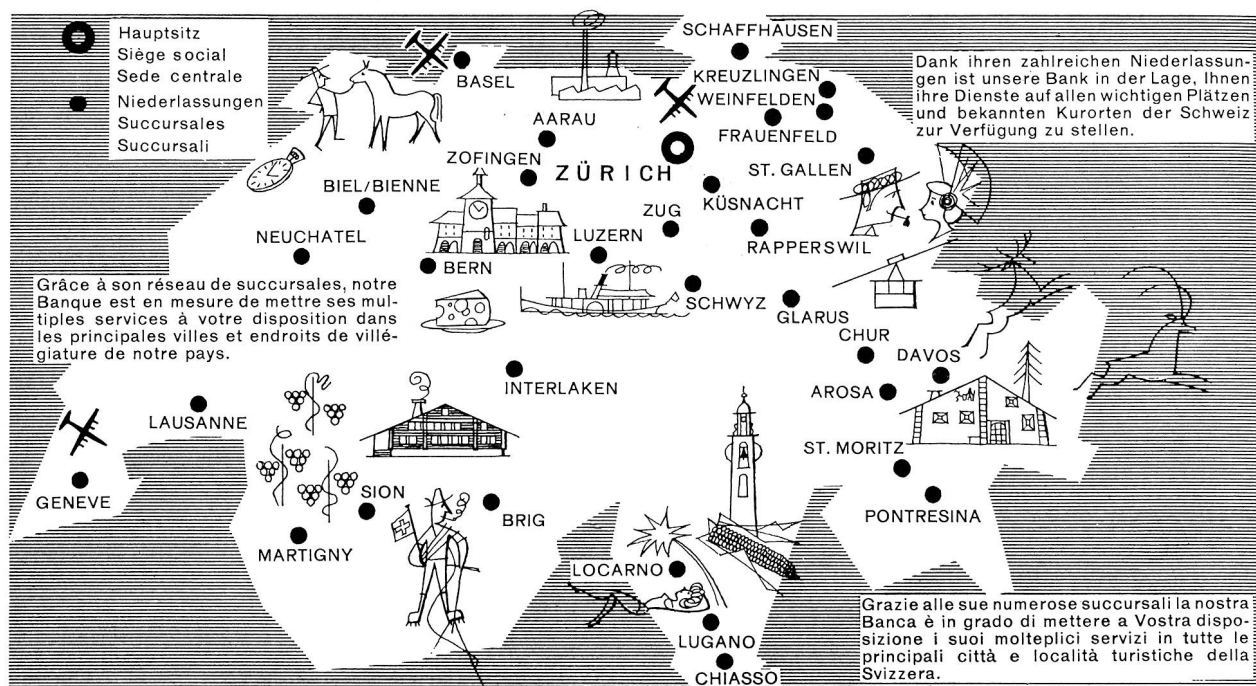 Hauptsitz
Siège social
Sede centrale
Niederlassungen
Succursales
Succursali
Dank ihren zahlreichen Niederlassun-
gen ist unsere Bank in der Lage, Ihnen
ihre Dienste auf allen wichtigen Plätzen
und bekannten Kurorten der Schweiz
zur Verfügung zu stellen.
SCHAFFHAUSEN
BASEL
KREUZLINGEN
WEINFELDEN
AARAU
FRAUENFELD
ZOFINGEN
ZÜRICH
ST. GALLEN
BIEL/BIENNE
KÜSNACHT
ZUG
NEUCHATEL
LUZERN
RAPPERSWIL
BERN
Grâce à son réseau de succursales, notre
Banque est en mesure de mettre ses mul-
tiples services à votre disposition dans
les principales villes et endroits de villé-
giature de notre pays.
SCHWYZ
GLARUS
CHUR
DAVOS
INTERLAKEN
AROSA
LAUSANNE
ST. MORITZ
GENEVE
SION
BRIG
PONTRESINA
MARTIGNY
LOCARNO
LUGANO
CHIASSO
Grazie alle sue numerose succursali la nostra
Banca è in grado di mettere a Vostra dispo-
sizione i suoi molteplici servizi in tutte le
principali città e località turistiche della
Svizzera.